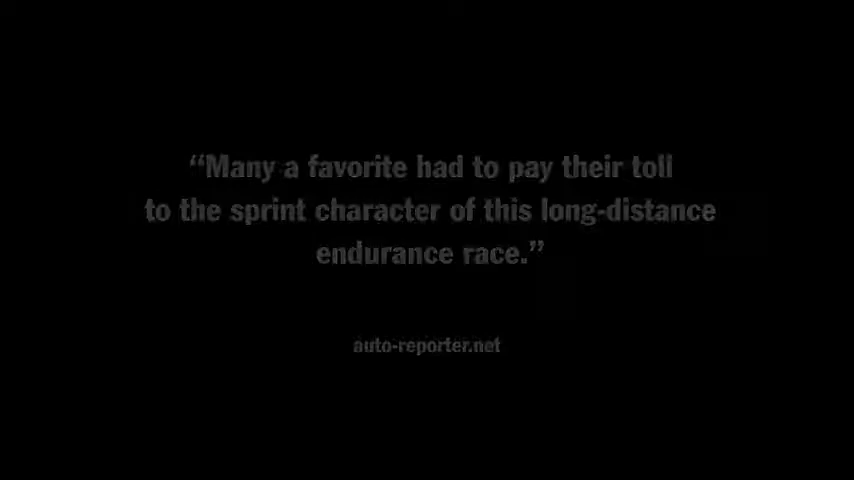 “Many a favorite had to pay their toll
to the sprint character of this long-distance
endurance race.”
auto-reporter.net